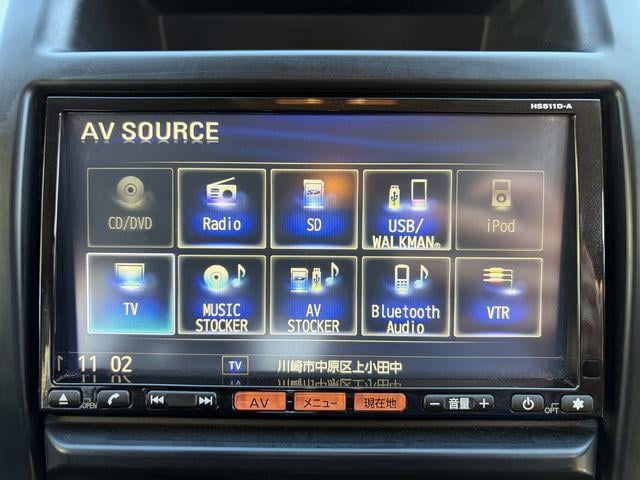 HS511D-A
AV SOURCE
CD/DVD
Radio
SD
USB/
WALKMAN®
iPod
TV
MUSIC
STOCKER
AV
STOCKER
Bluetooth
Audio
VTR
11 02
TV
川崎市中原区上小田中
OPEN
AV
メニュー
現在地
− 音量 +
OPT